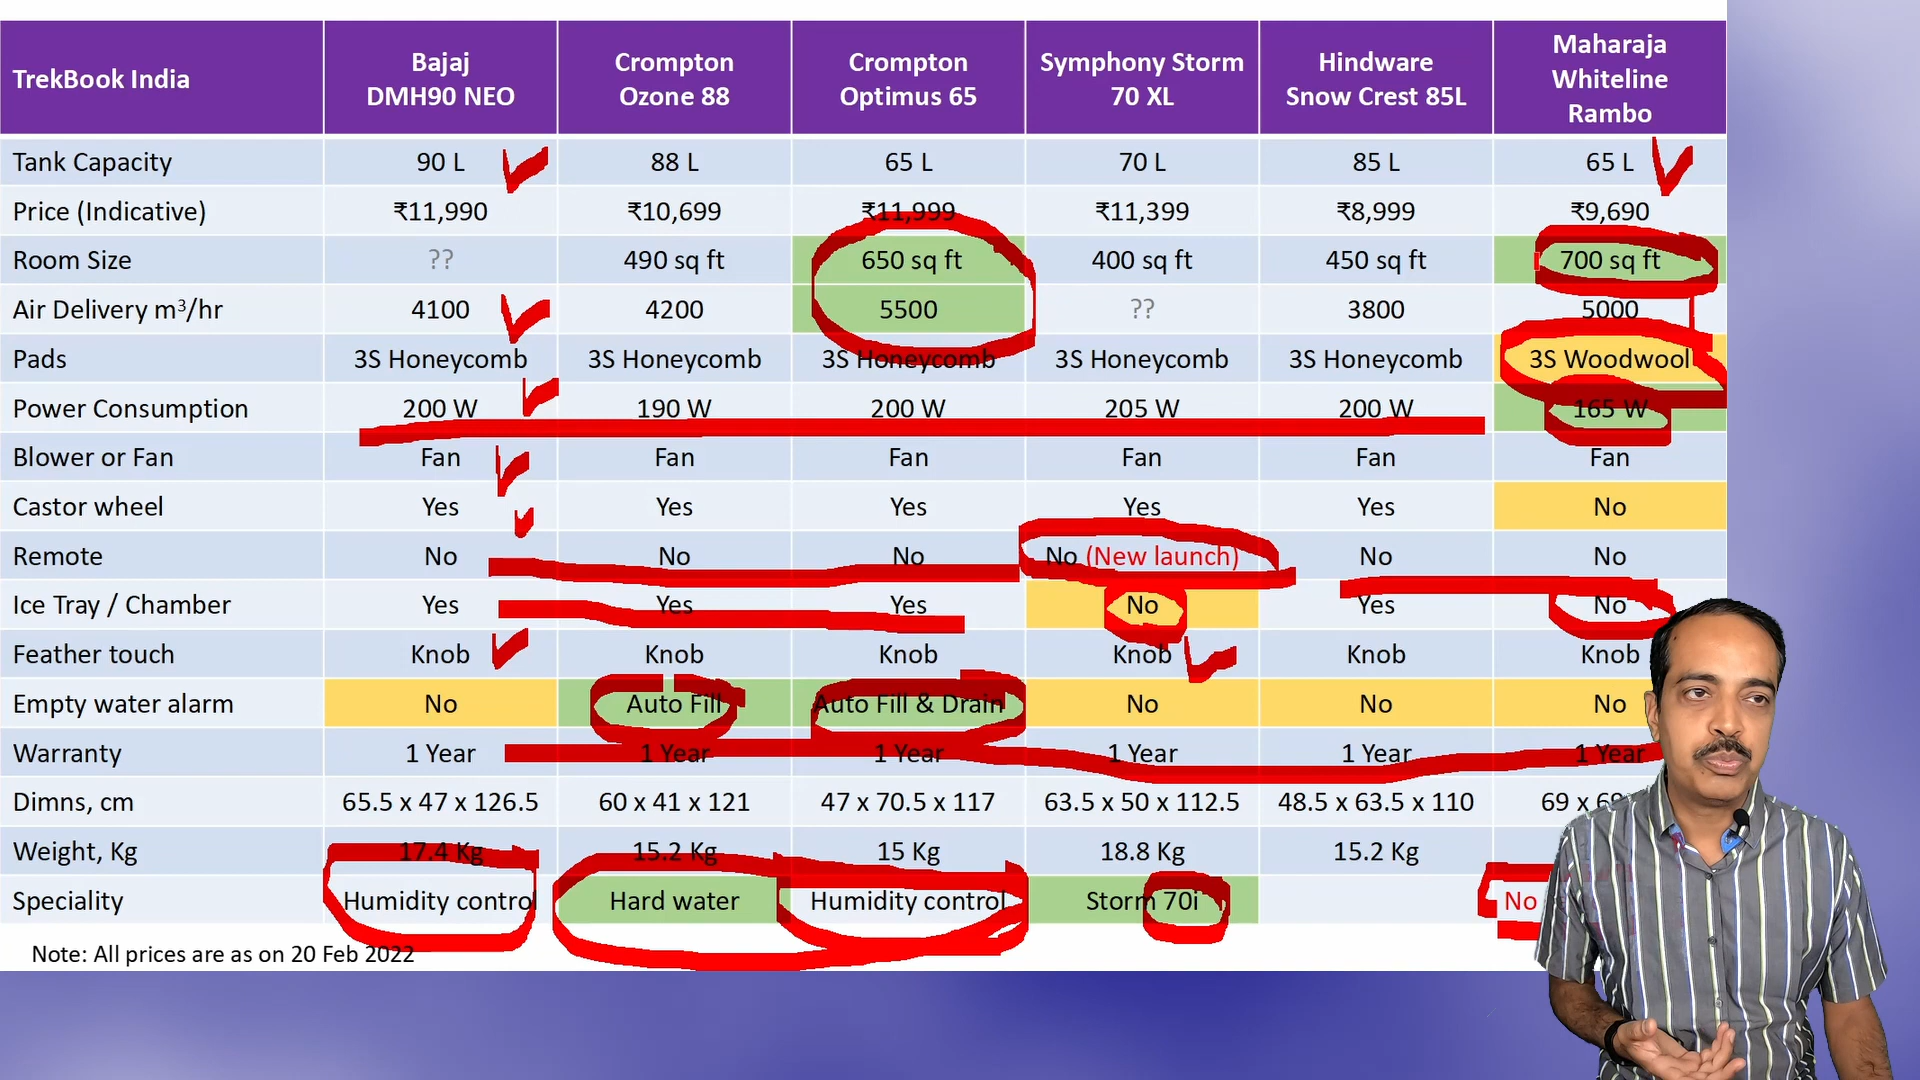 TrekBook India
Bajaj
DMH90 NEO
Crompton
Ozone 88
Crompton
Optimus 65
Symphony Storm
70 XL
Hindware
Snow Crest 85L
Maharaja
Whiteline
Rambo
Tank Capacity 90 L 88 L 65 L 70 L 85 L 65 L
Price (Indicative) ₹11,990 ₹10,699 ₹11,999 ₹11,399 ₹8,999 ₹9,690
Room Size ?? 490 sq ft 650 sq ft 400 sq ft 450 sq ft 700 sq ft
Air Delivery m³/hr 4100 4200 5500 ?? 3800 5000
Pads 3S Honeycomb 3S Honeycomb 3S Honeycomb 3S Honeycomb 3S Honeycomb 3S Woodwool
Power Consumption 200 W 190 W 200 W 205 W 200 W 165 W
Blower or Fan Fan Fan Fan Fan Fan Fan
Castor wheel Yes Yes Yes Yes Yes No
Remote No No No No (New launch) No No
Ice Tray / Chamber Yes Yes Yes No Yes No
Feather touch Knob Knob Knob Knob Knob Knob
Empty water alarm No Auto Fill Auto Fill & Drain No No No
Warranty 1 Year 1 Year 1 Year 1 Year 1 Year 1 Year
Dimns, cm 65.5 x 47 x 126.5 60 x 41 x 121 47 x 70.5 x 117 63.5 x 50 x 112.5 48.5 x 63.5 x 110 69 x
Weight, Kg 17.4 Kg 15.2 Kg 15 Kg 18.8 Kg 15.2 Kg
Speciality Humidity control Hard water Humidity control Storm 70i No
Note: All prices are as on 20 Feb 2022